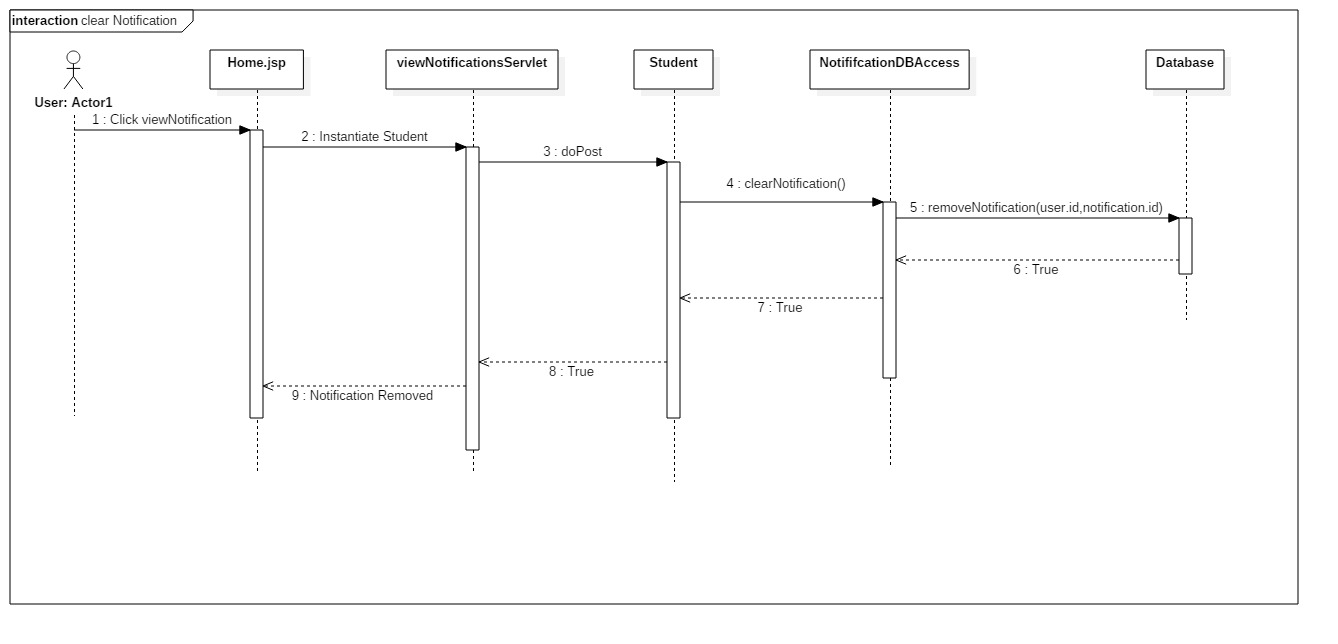 interaction clear Notification
Home.jsp
viewNotificationsServlet
Student
NotififcationDBAccess
Database
User: Actor1
1 : Click viewNotification
2 : Instantiate Student
3 : doPost
4 : clearNotification()
5 : removeNotification(user.id,notification.id)
6 : True
7 : True
8 : True
9 : Notification Removed